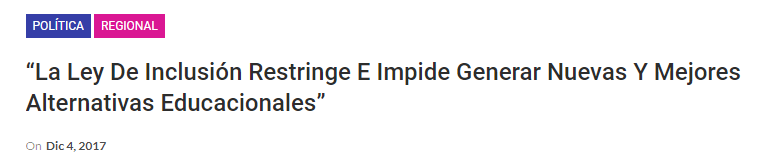 POLÍTICA REGIONAL
“La Ley De Inclusión Restringe E Impide Generar Nuevas Y Mejores
Alternativas Educacionales”
On Dic 4, 2017